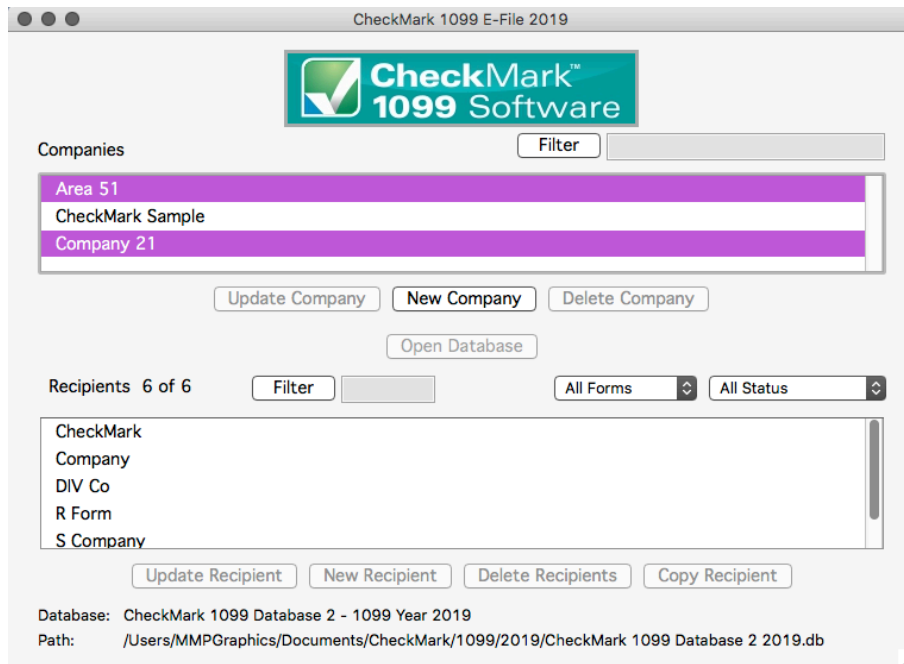 CheckMark 1099 E-File 2019
CheckMark™
1099 Software
Companies
Filter
Area 51
CheckMark Sample
Company 21
Update Company New Company Delete Company
Open Database
Recipients 6 of 6 Filter All Forms All Status
CheckMark
Company
DIV Co
R Form
S Company
Update Recipient New Recipient Delete Recipients Copy Recipient
Database: CheckMark 1099 Database 2 - 1099 Year 2019
Path: /Users/MMPGraphics/Documents/CheckMark/1099/2019/CheckMark 1099 Database 2 2019.db